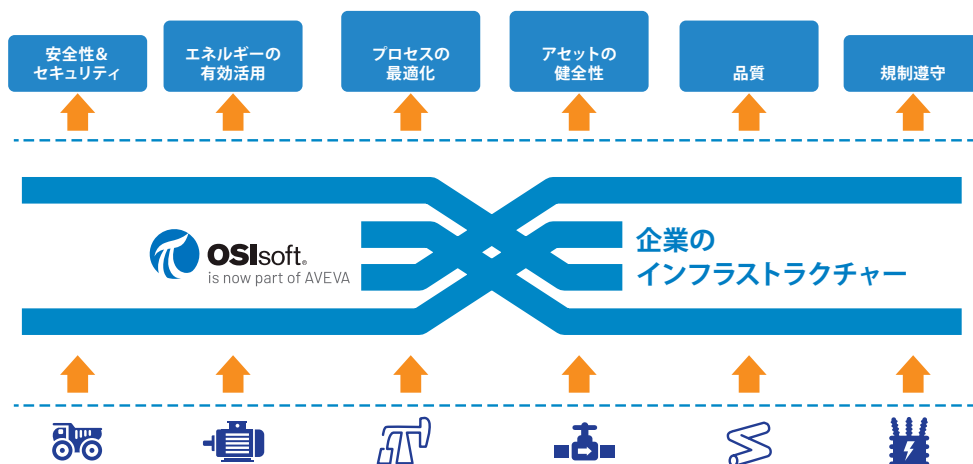 安全性&
セキュリティ
エネルギーの
有効活用
プロセスの
最適化
アセットの
健全性
品質
規制遵守
OSIsoft.
is now part of AVEVA
企業の
インフラストラクチャー